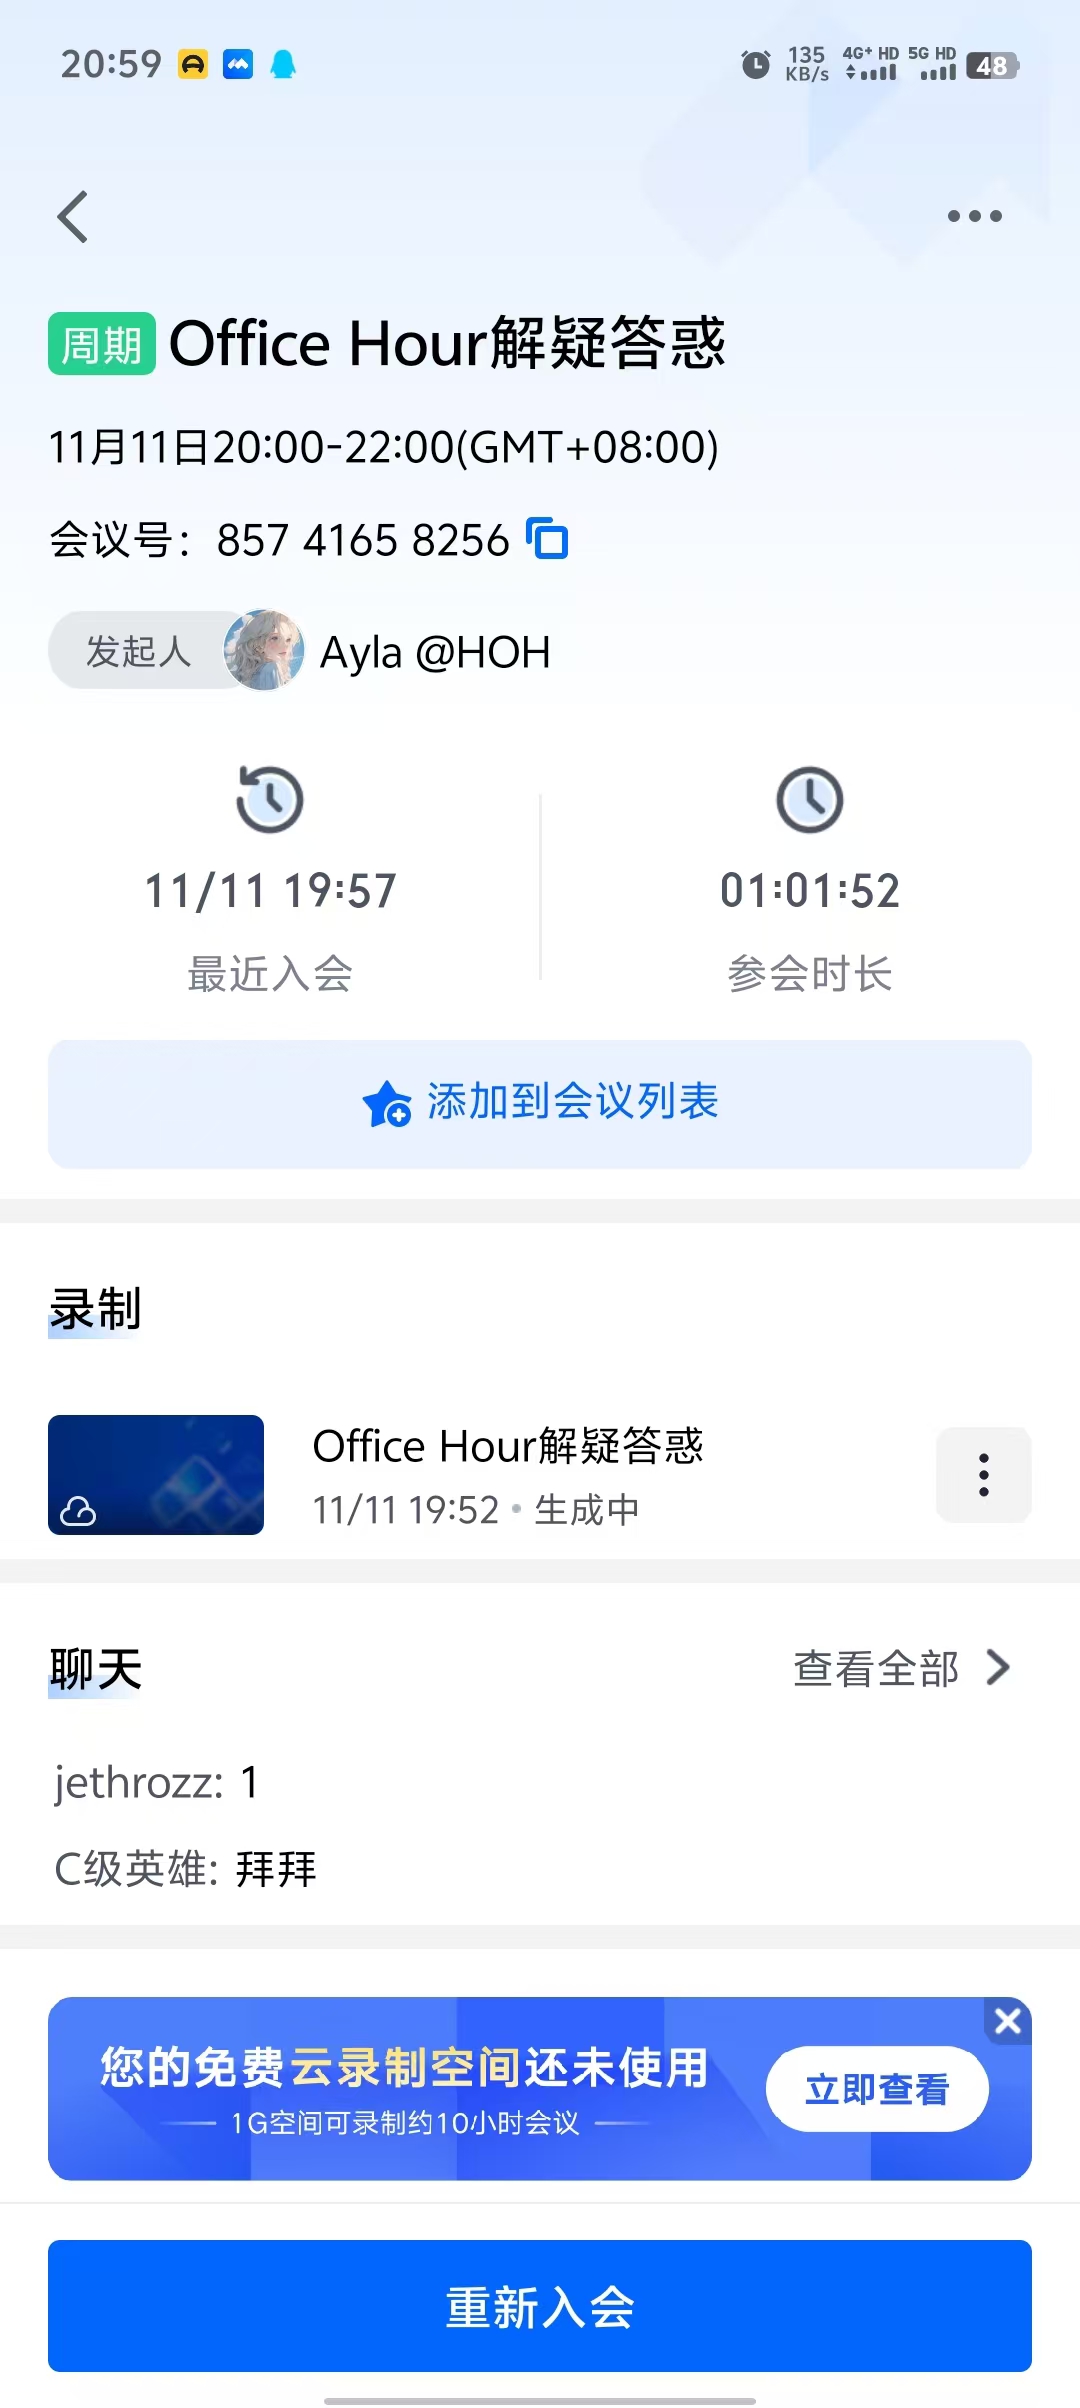 20:59 135 KB/s 4G+ HD 5G HD 48
周期 Office Hour解疑答惑
11月11日20:00-22:00(GMT+08:00)
会议号：857 4165 8256
发起人 Ayla @HOH
11/11 19:57 01:01:52
最近入会 参会时长
添加到会议列表
录制
Office Hour解疑答惑
11/11 19:52 • 生成中
聊天 查看全部
jethrozz: 1
C级英雄: 拜拜
您的免费云录制空间还未使用
1G空间可录制约10小时会议
立即查看
重新入会